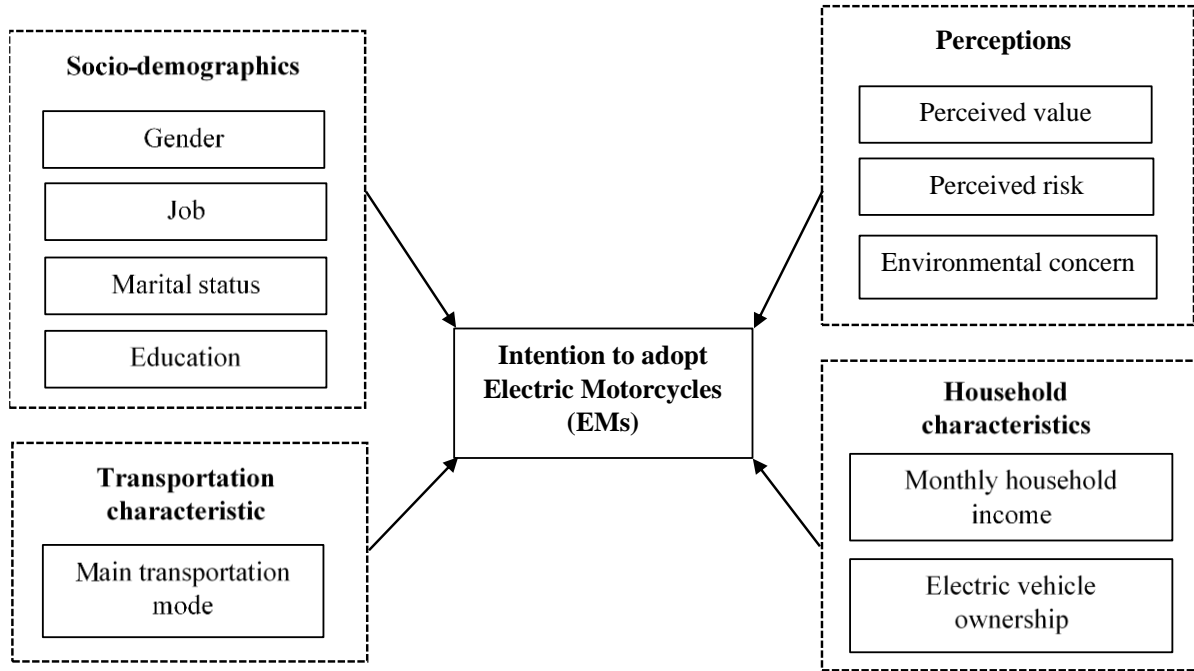 Socio-demographics
Gender
Job
Marital status
Education
Transportation
characteristic
Main transportation
mode
Intention to adopt
Electric Motorcycles
(EMs)
Perceptions
Perceived value
Perceived risk
Environmental concern
Household
characteristics
Monthly household
income
Electric vehicle
ownership